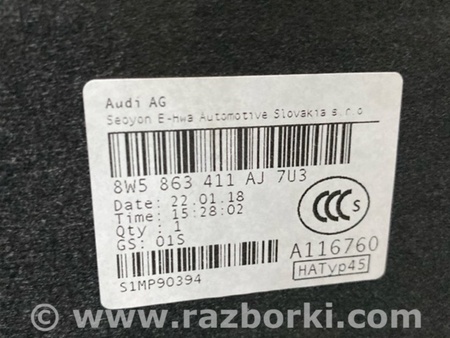 Audi AG
Seoyon E-Hwa Automotive Slovakia s.r.o
8W5 863 411 AJ 7U3
Date: 22.01.18
Time: 15:28:02
Qty : 1
GS: 01S
CCC S
A116760
HATyp45
S1MP90394
© www.razborki.com